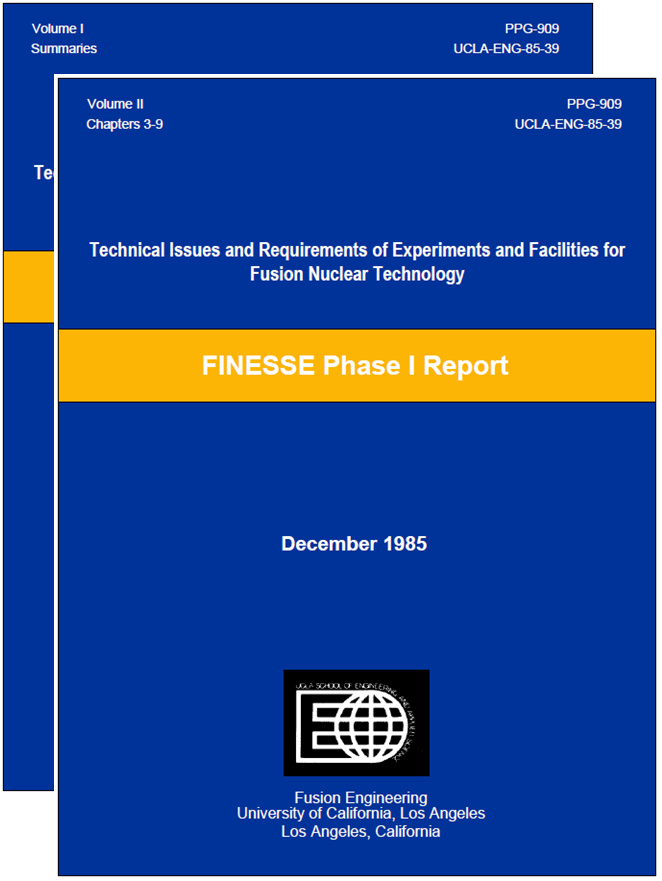 Volume I
PPG-909
Summaries
UCLA-ENG-85-39
Te
Volume II
PPG-909
Chapters 3-9
UCLA-ENG-85-39
Technical Issues and Requirements of Experiments and Facilities for
Fusion Nuclear Technology
FINESSE Phase I Report
December 1985
UCLA SCHOOL OF ENGINEERING AND APPLIED SCIENCE
Fusion Engineering
University of California, Los Angeles
Los Angeles, California